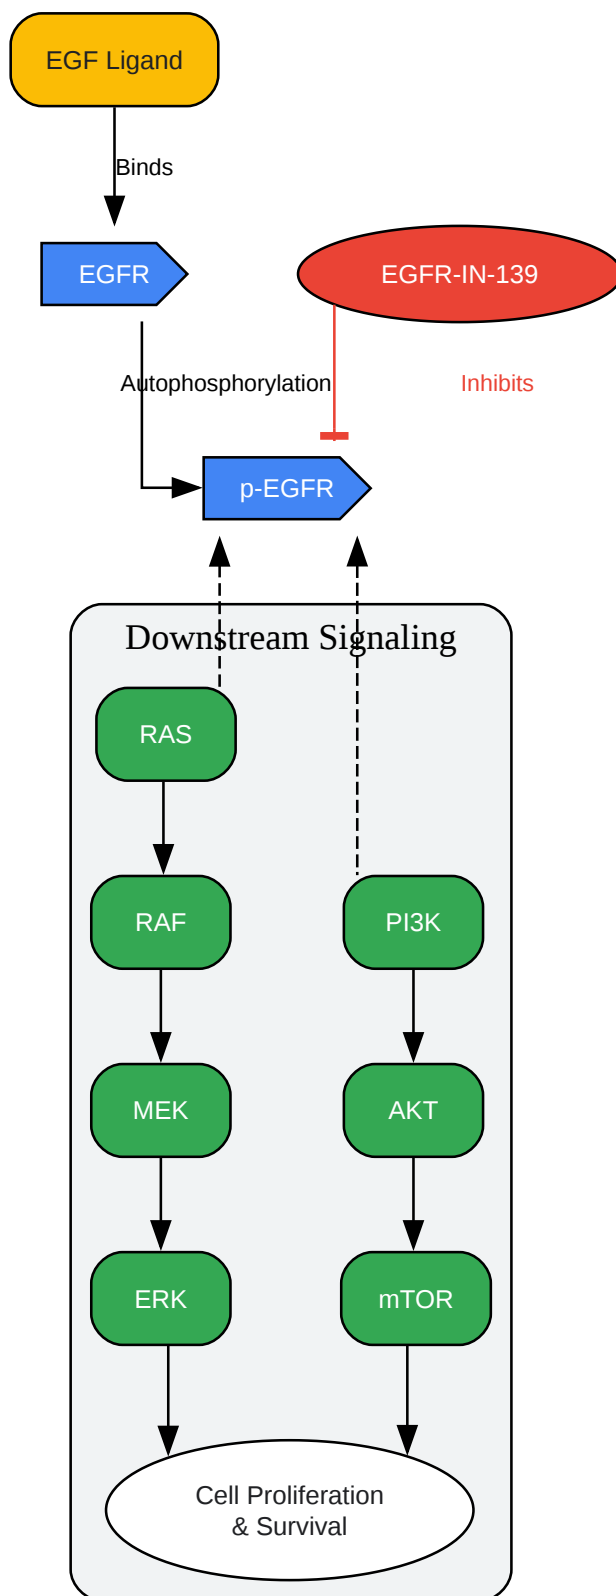 EGF Ligand
Binds
EGFR
EGFR-IN-139
Autophosphorylation
Inhibits
p-EGFR
Downstream Signaling
RAS
RAF
PI3K
MEK
AKT
ERK
mTOR
Cell Proliferation
& Survival